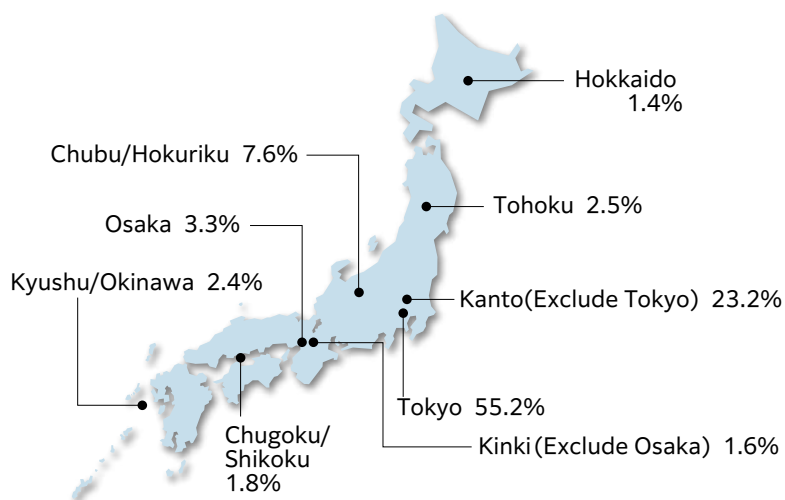 Hokkaido
1.4%
Chubu/Hokuriku 7.6%
Tohoku 2.5%
Osaka 3.3%
Kyushu/Okinawa 2.4%
Kanto(Exclude Tokyo) 23.2%
Tokyo 55.2%
Chugoku/
Shikoku
1.8%
Kinki(Exclude Osaka) 1.6%